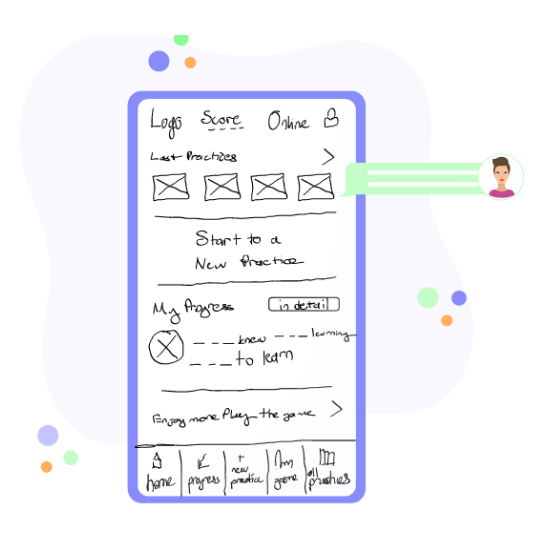 Logo Score Online
Last Practices
Start to a
New Practice
My Progress in detail
--- knew --- learning
--- to learn
Enjoy more Play the game
home progress + new practice game all practices